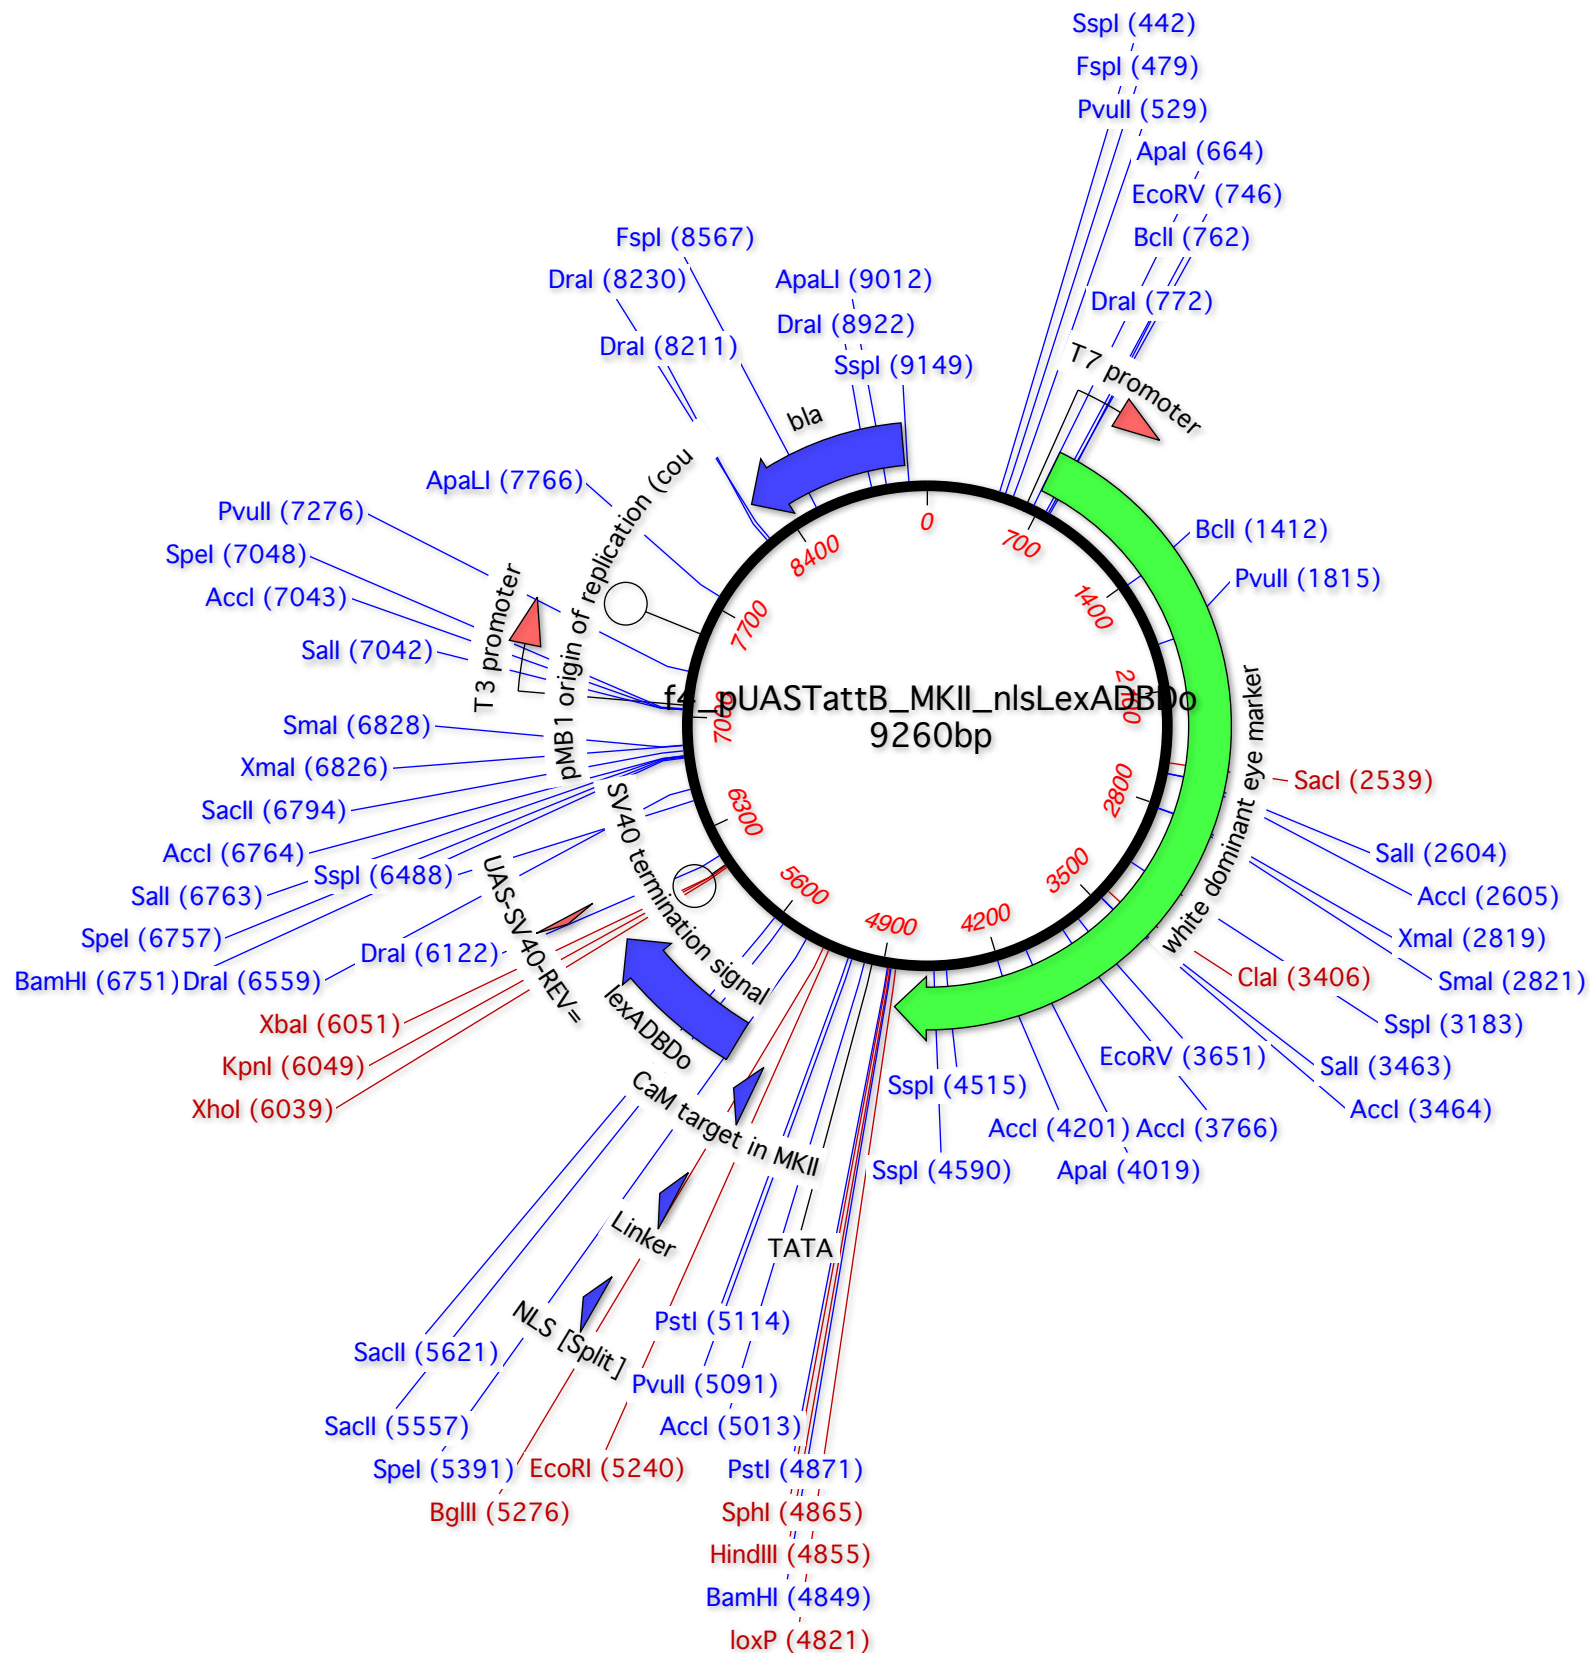 SspI (442)
FspI (479)
PvuII (529)
ApaI (664)
EcoRV (746)
BclI (762)
DraI (772)
T7 promoter
FspI (8567)
DraI (8230)
DraI (8211)
ApaLI (9012)
DraI (8922)
SspI (9149)
bla
ApaLI (7766)
PvuII (7276)
SpeI (7048)
AccI (7043)
SalI (7042)
T3 promoter
pMB1 origin of replication (cou
BclI (1412)
PvuII (1815)
0
700
1400
2100
2800
3500
4200
4900
5600
6300
7000
7700
8400
f4_pUASTattB_MKII_nlsLexADBDo
9260bp
white dominant eye marker
SacI (2539)
SalI (2604)
AccI (2605)
XmaI (2819)
SmaI (2821)
ClaI (3406)
SspI (3183)
SalI (3463)
AccI (3464)
EcoRV (3651)
AccI (3766)
AccI (4201)
ApaI (4019)
SspI (4515)
SspI (4590)
SmaI (6828)
XmaI (6826)
SacII (6794)
AccI (6764)
SalI (6763)
SspI (6488)
SpeI (6757)
BamHI (6751)
DraI (6559)
DraI (6122)
XbaI (6051)
KpnI (6049)
XhoI (6039)
UAS-SV40-REV=
SV40 termination signal
lexADBDo
CaM target in MKII
Linker
NLS [Split]
TATA
SacII (5621)
SacII (5557)
SpeI (5391)
BglII (5276)
EcoRI (5240)
PstI (5114)
PvuII (5091)
AccI (5013)
PstI (4871)
SphI (4865)
HindIII (4855)
BamHI (4849)
loxP (4821)